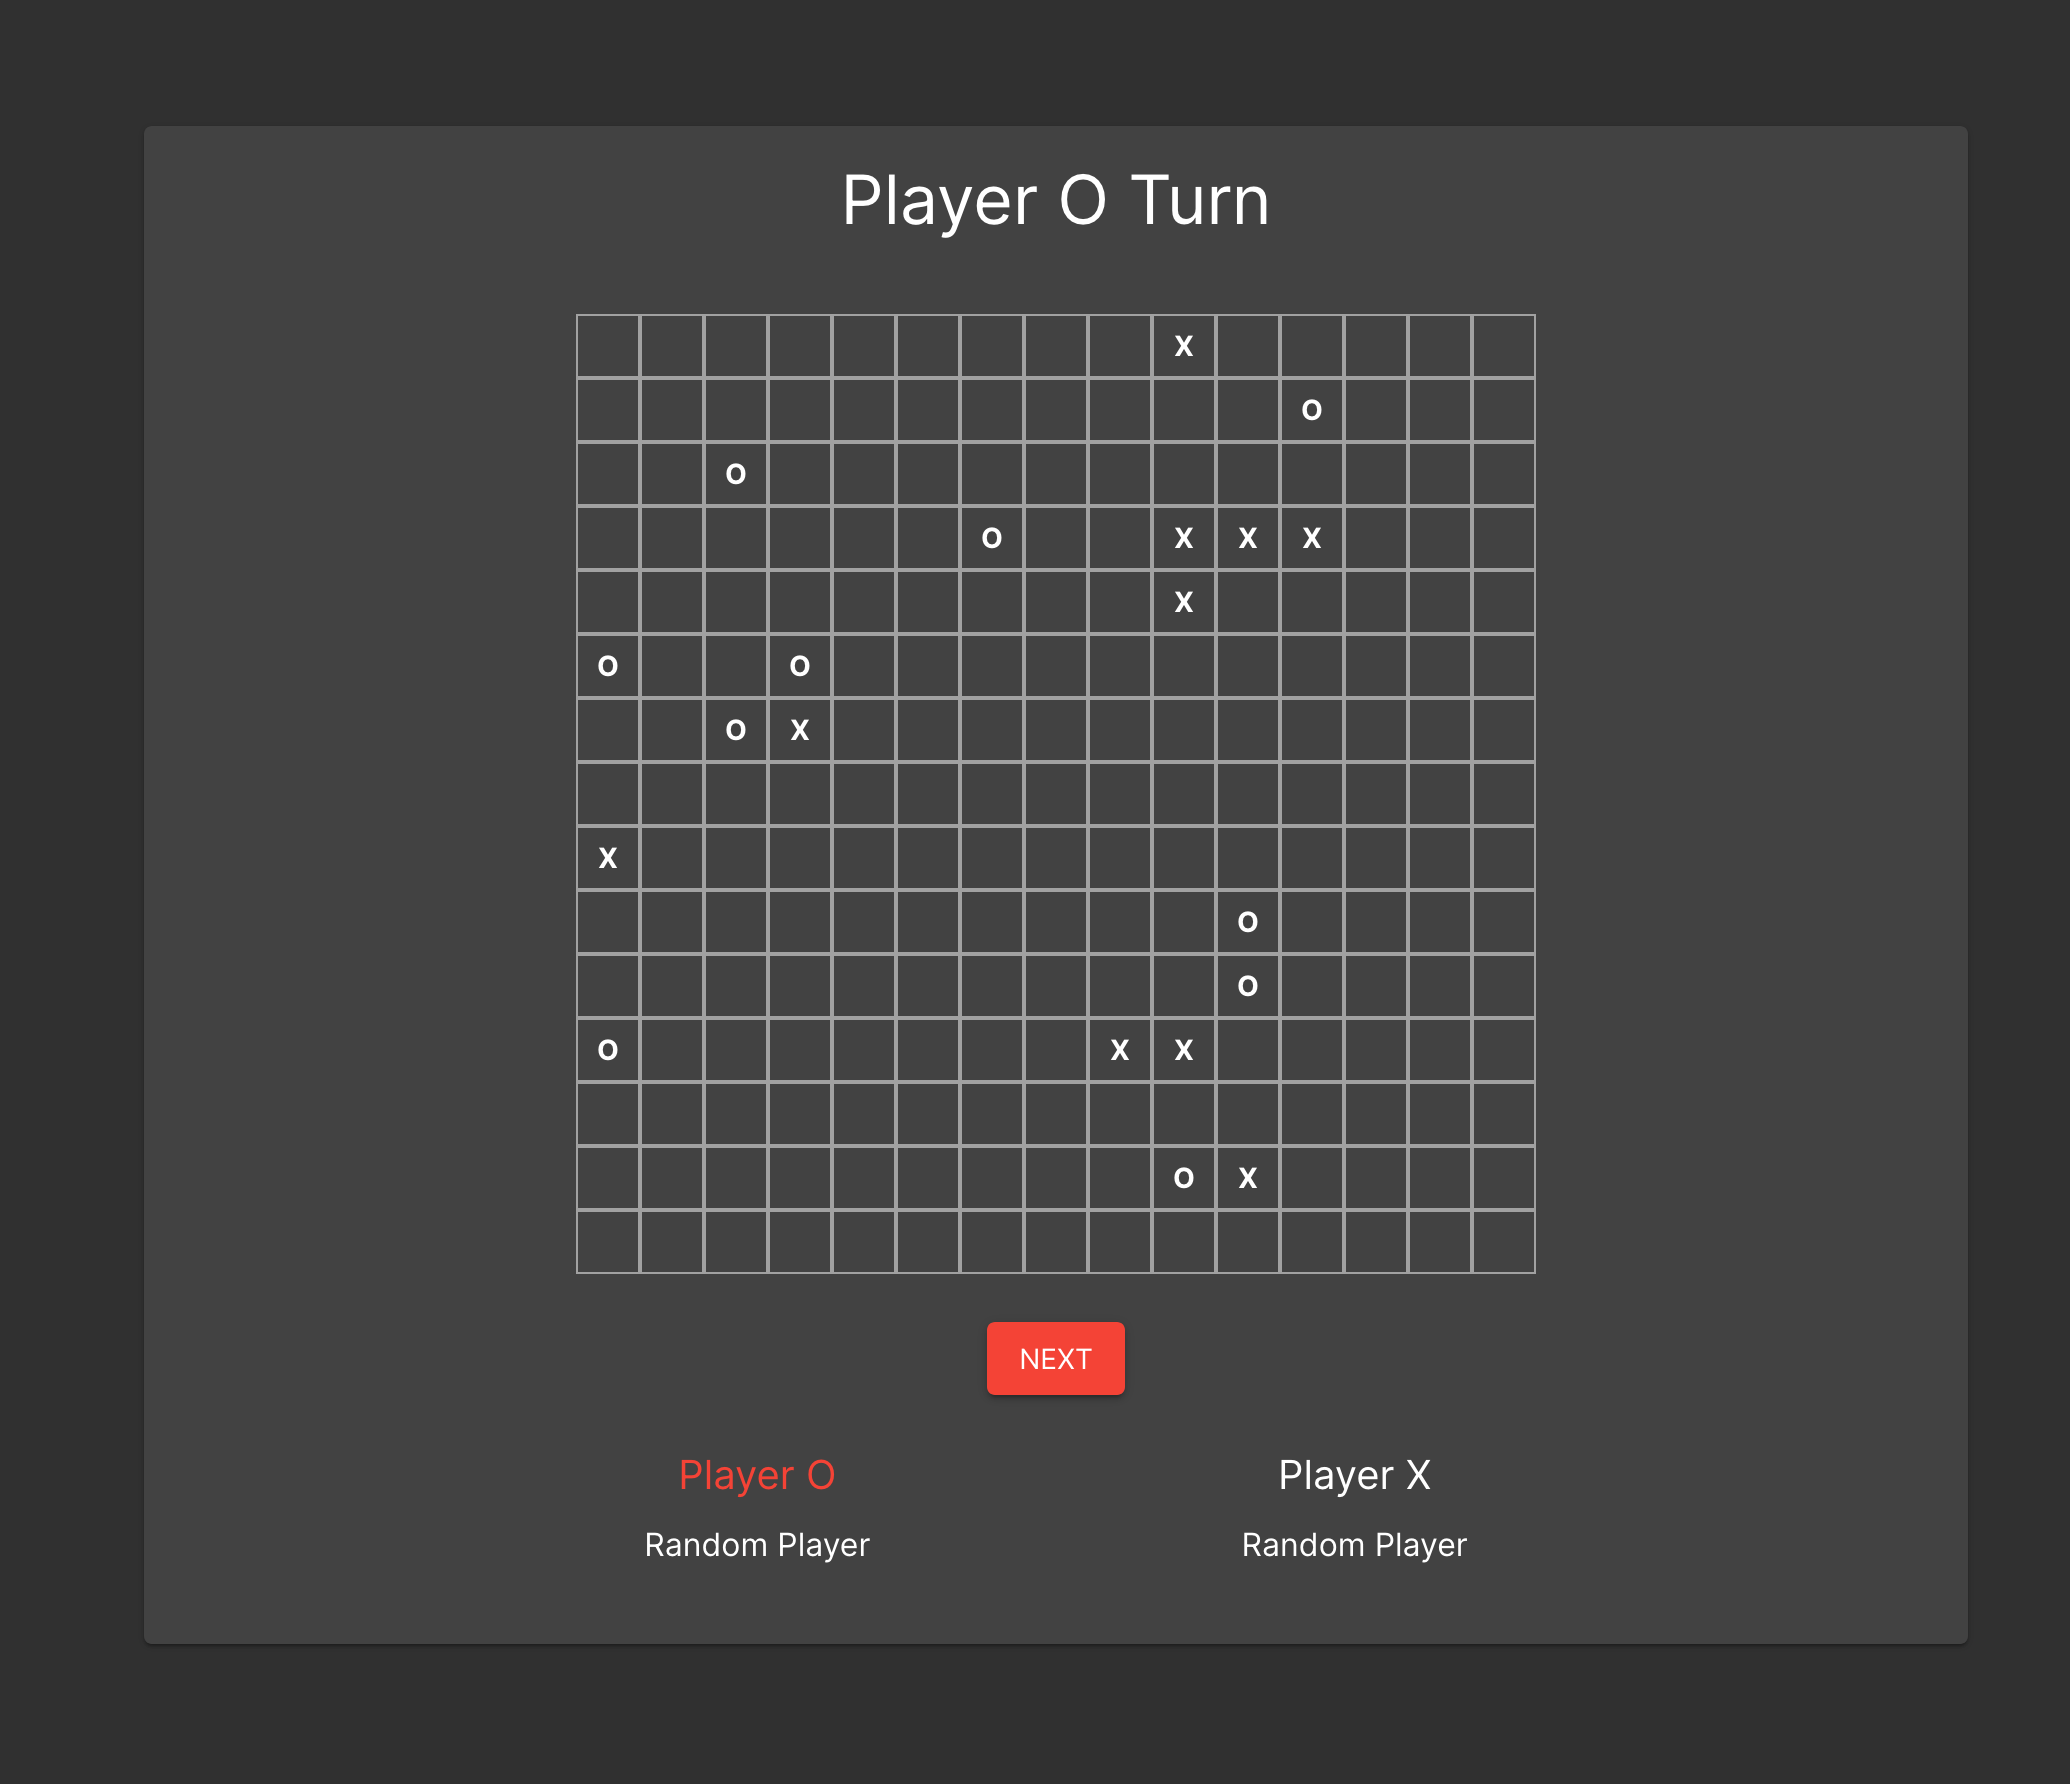 Player O Turn
x
o
o
o x x x
x
o o
o x
x
o
o
o x x
o x
NEXT
Player O Player X
Random Player Random Player